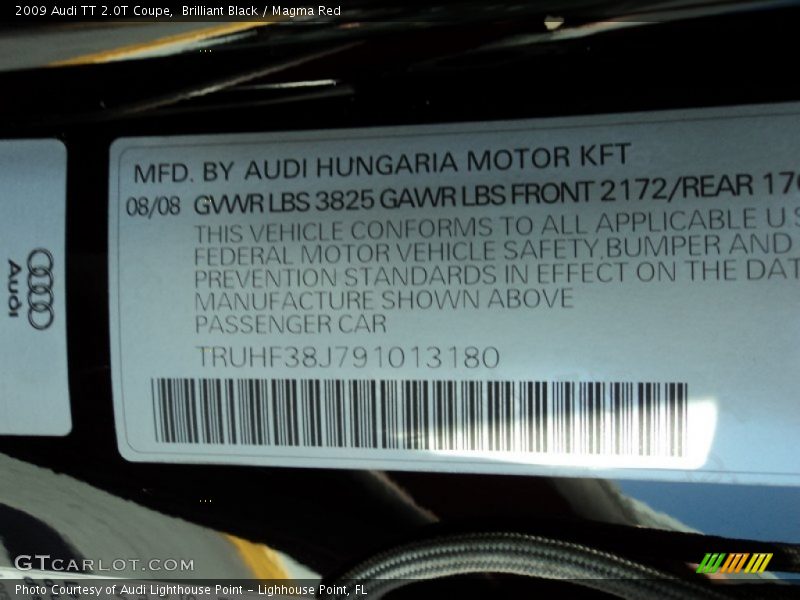 2009 Audi TT 2.0T Coupe, Brilliant Black / Magma Red
MFD. BY AUDI HUNGARIA MOTOR KFT
08/08 GVWR LBS 3825 GAWR LBS FRONT 2172/REAR
THIS VEHICLE CONFORMS TO ALL APPLICABLE U.S
FEDERAL MOTOR VEHICLE SAFETY,BUMPER AND
PREVENTION STANDARDS IN EFFECT ON THE DAT
MANUFACTURE SHOWN ABOVE
PASSENGER CAR
TRUHF38J791013180
Audi
GTCARLOT.COM
Photo Courtesy of Audi Lighthouse Point - Lighhouse Point, FL